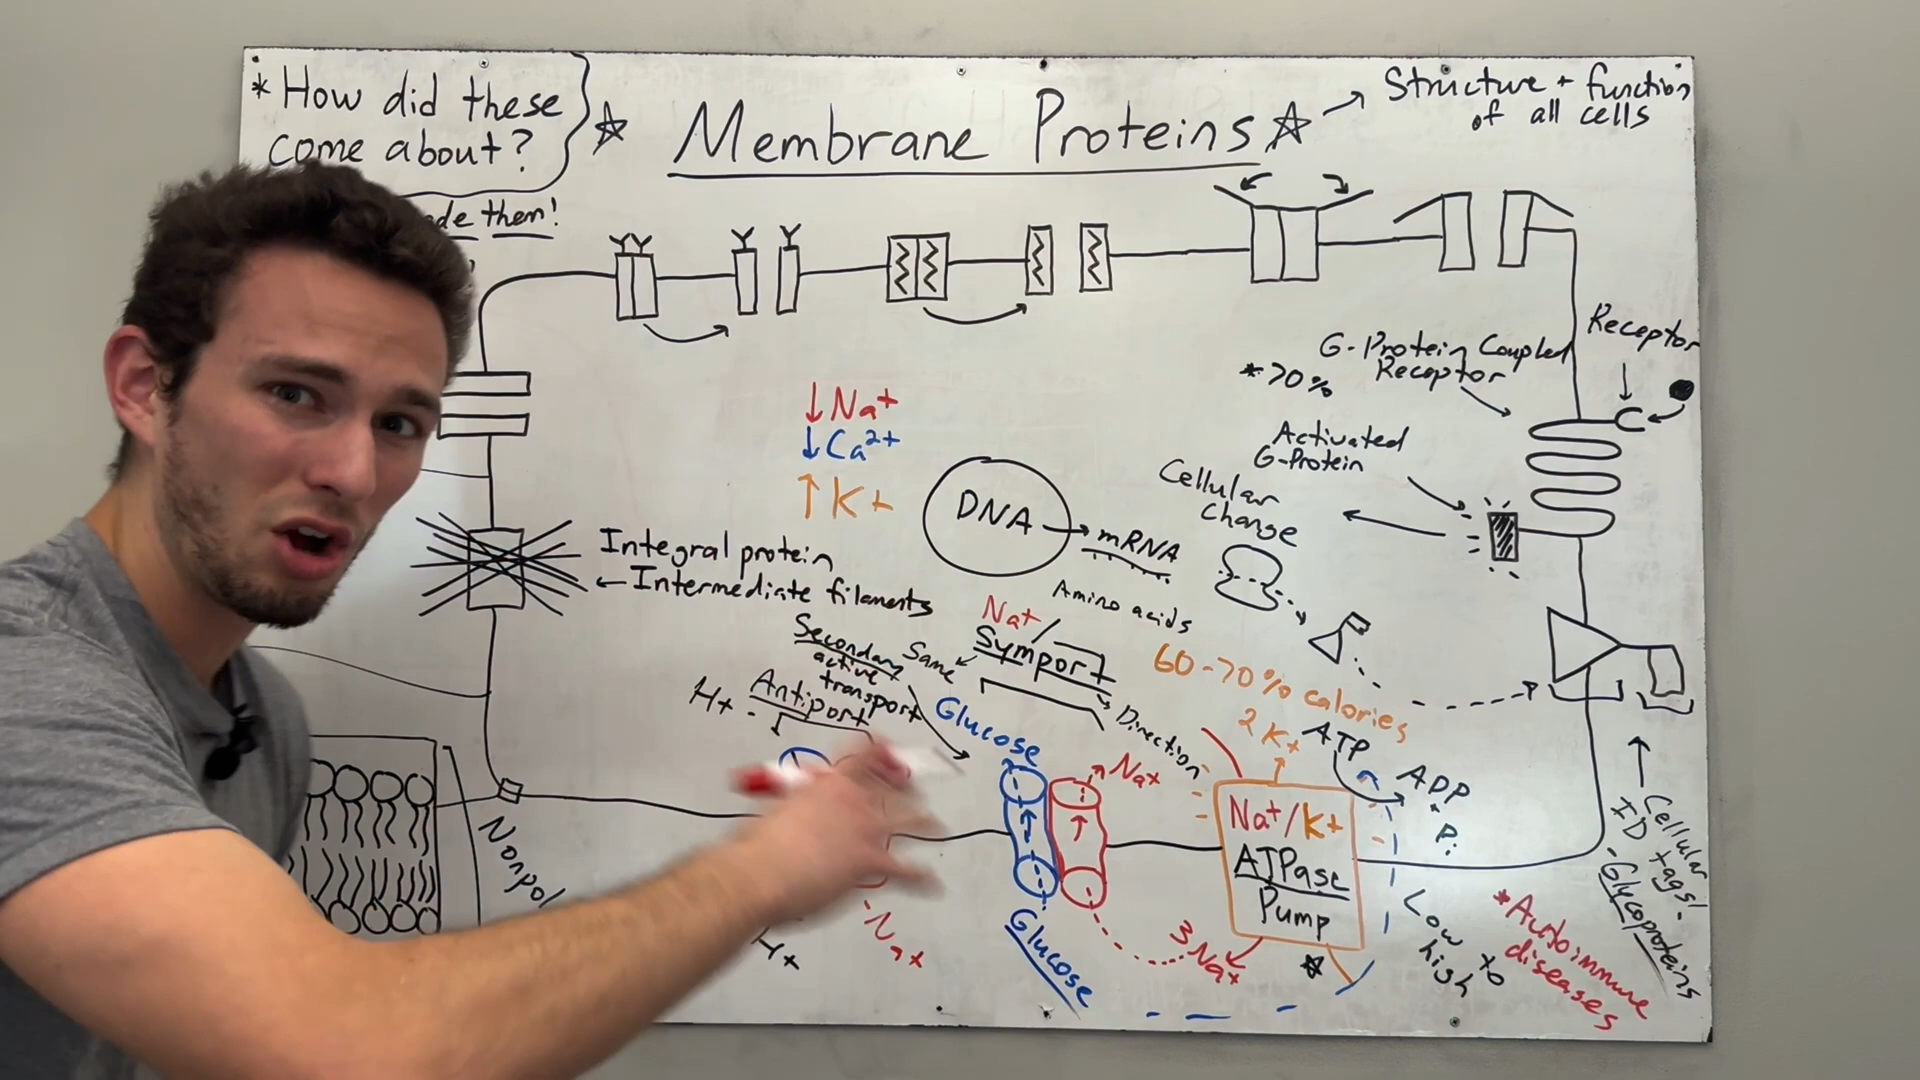 * How did these
come about?
them!
☆ Membrane Proteins ☆
→ Structure + function
of all cells
Receptor
G-Protein Coupled
Receptor
*70%
Activated
G-Protein
Cellular
Change
↓Na+
↓Ca2+
↑K+
DNA
mRNA
Amino acids
Integral protein
←Intermediate filaments
Secondary
active
transport
Same
Na+
Symport
Direction
H+
Antiport
Glucose
Na+
60-70% calories
2 K+
ATP
ADP
+
Pi
Na+/K+
ATPase
Pump
3 Na+
Low to
high
Glucose
Na+
H+
Nonpol
Cellular
ID tags!
-Glycoproteins
*Autoimmune
diseases